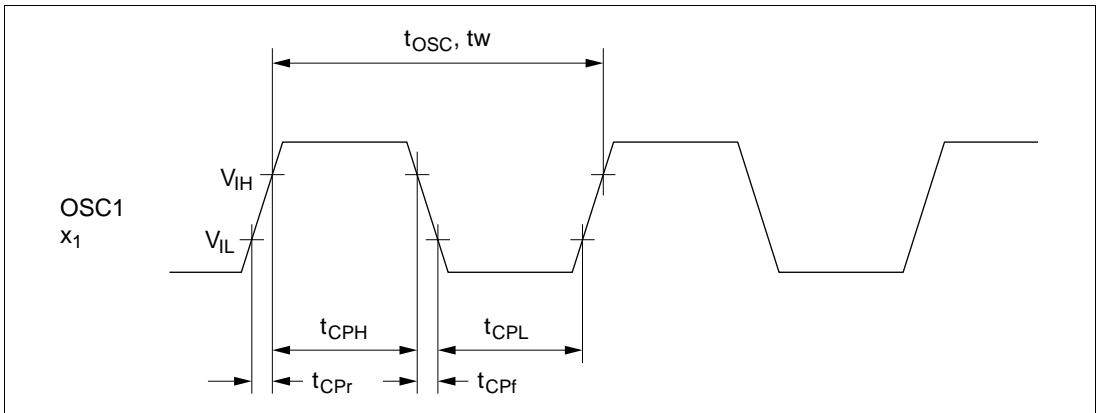 tOSC, tw
VIH
OSC1
x1
VIL
tCPH
tCPL
tCPr
tCPf